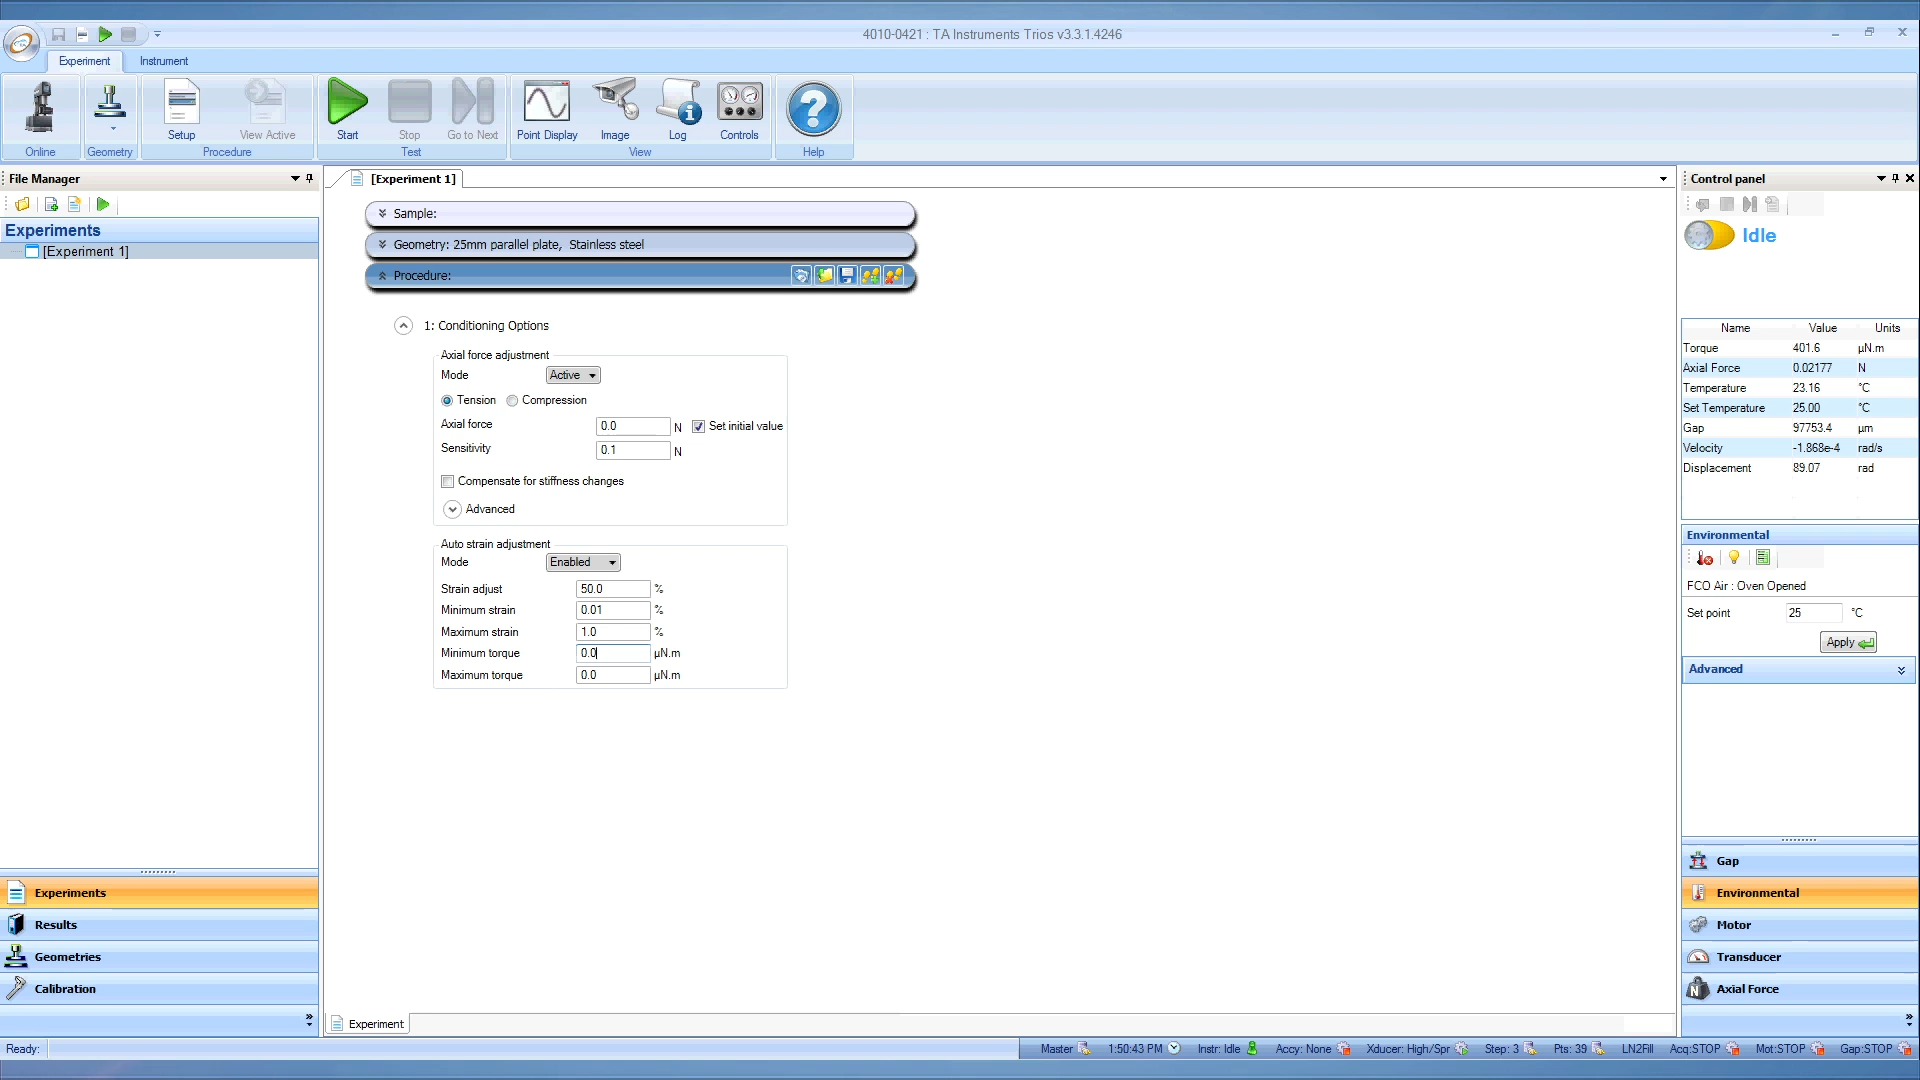 4010-0421 : TA Instruments Trios v3.3.1.4246
Experiment Instrument
Setup View Active Start Stop Go to Next Point Display Image Log Controls
Online Geometry Procedure Test View Help
File Manager
Experiments
[Experiment 1]
Experiments
Results
Geometries
Calibration
[Experiment 1]
Sample:
Geometry: 25mm parallel plate, Stainless steel
Procedure:
1: Conditioning Options
Axial force adjustment
Mode Active
Tension Compression
Axial force 0.0 N Set initial value
Sensitivity 0.1 N
Compensate for stiffness changes
Advanced
Auto strain adjustment
Mode Enabled
Strain adjust 50.0 %
Minimum strain 0.01 %
Maximum strain 1.0 %
Minimum torque 0.0 µN.m
Maximum torque 0.0 µN.m
Experiment
Control panel
Idle
Name Value Units
Torque 401.6 µN.m
Axial Force 0.02177 N
Temperature 23.16 °C
Set Temperature 25.00 °C
Gap 97753.4 µm
Velocity -1.868e-4 rad/s
Displacement 89.07 rad
Environmental
FCO Air : Oven Opened
Set point 25 °C
Apply
Advanced
Gap
Environmental
Motor
Transducer
N Axial Force
Ready: Master 1:50:43 PM Instr: Idle Accy: None Xducer: High/Spr Step: 3 Pts: 39 LN2Fill Acq:STOP Mot:STOP Gap:STOP